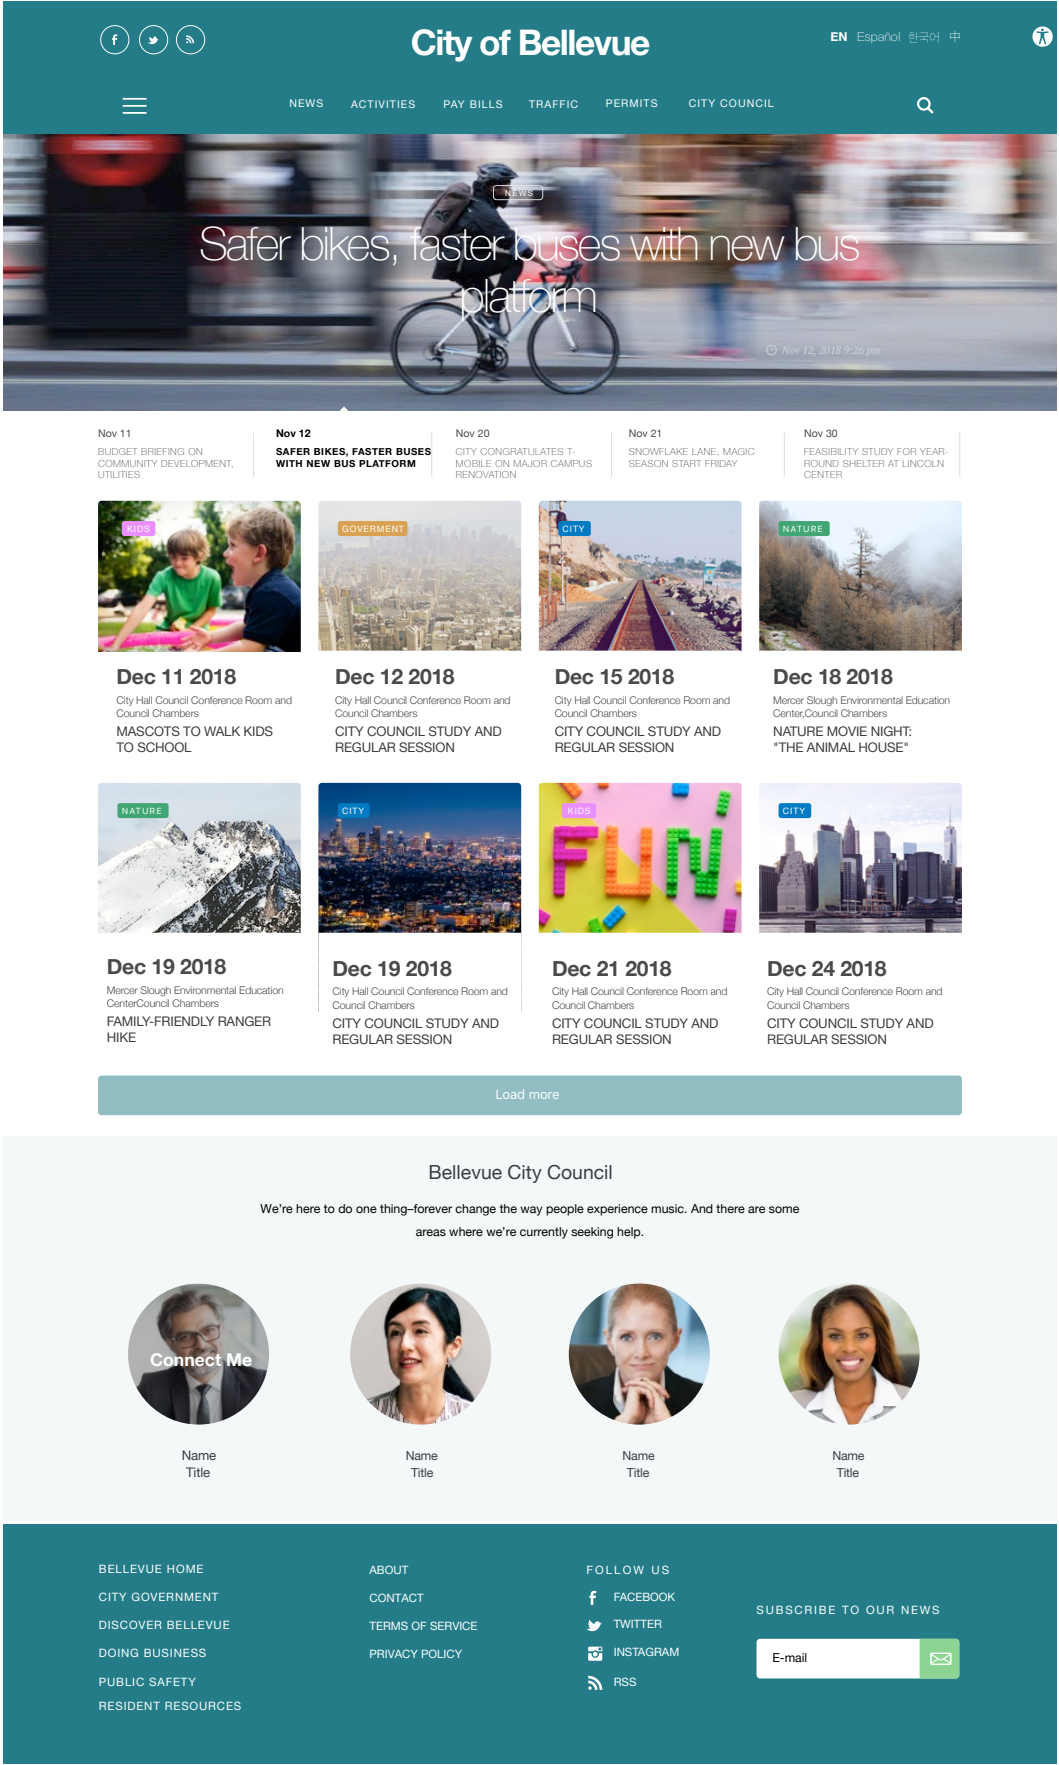 City of Bellevue
EN Español 한국어 中
NEWS ACTIVITIES PAY BILLS TRAFFIC PERMITS CITY COUNCIL
NEWS
Safer bikes, faster buses with new bus
platform
Nov 12, 2018 9:26 pm
Nov 11
BUDGET BRIEFING ON
COMMUNITY DEVELOPMENT,
UTILITIES
Nov 12
SAFER BIKES, FASTER BUSES
WITH NEW BUS PLATFORM
Nov 20
CITY CONGRATULATES T-
MOBILE ON MAJOR CAMPUS
RENOVATION
Nov 21
SNOWFLAKE LANE, MAGIC
SEASON START FRIDAY
Nov 30
FEASIBILITY STUDY FOR YEAR-
ROUND SHELTER AT LINCOLN
CENTER
KIDS
Dec 11 2018
City Hall Council Conference Room and
Council Chambers
MASCOTS TO WALK KIDS
TO SCHOOL
GOVERMENT
Dec 12 2018
City Hall Council Conference Room and
Council Chambers
CITY COUNCIL STUDY AND
REGULAR SESSION
CITY
Dec 15 2018
City Hall Council Conference Room and
Council Chambers
CITY COUNCIL STUDY AND
REGULAR SESSION
NATURE
Dec 18 2018
Mercer Slough Environmental Education
Center,Council Chambers
NATURE MOVIE NIGHT:
"THE ANIMAL HOUSE"
NATURE
Dec 19 2018
Mercer Slough Environmental Education
CenterCouncil Chambers
FAMILY-FRIENDLY RANGER
HIKE
CITY
Dec 19 2018
City Hall Council Conference Room and
Council Chambers
CITY COUNCIL STUDY AND
REGULAR SESSION
KIDS
FUN
Dec 21 2018
City Hall Council Conference Room and
Council Chambers
CITY COUNCIL STUDY AND
REGULAR SESSION
CITY
Dec 24 2018
City Hall Council Conference Room and
Council Chambers
CITY COUNCIL STUDY AND
REGULAR SESSION
Load more
Bellevue City Council
We're here to do one thing–forever change the way people experience music. And there are some
areas where we're currently seeking help.
Connect Me
Name
Title
Name
Title
Name
Title
Name
Title
BELLEVUE HOME
CITY GOVERNMENT
DISCOVER BELLEVUE
DOING BUSINESS
PUBLIC SAFETY
RESIDENT RESOURCES
ABOUT
CONTACT
TERMS OF SERVICE
PRIVACY POLICY
FOLLOW US
FACEBOOK
TWITTER
INSTAGRAM
RSS
SUBSCRIBE TO OUR NEWS
E-mail